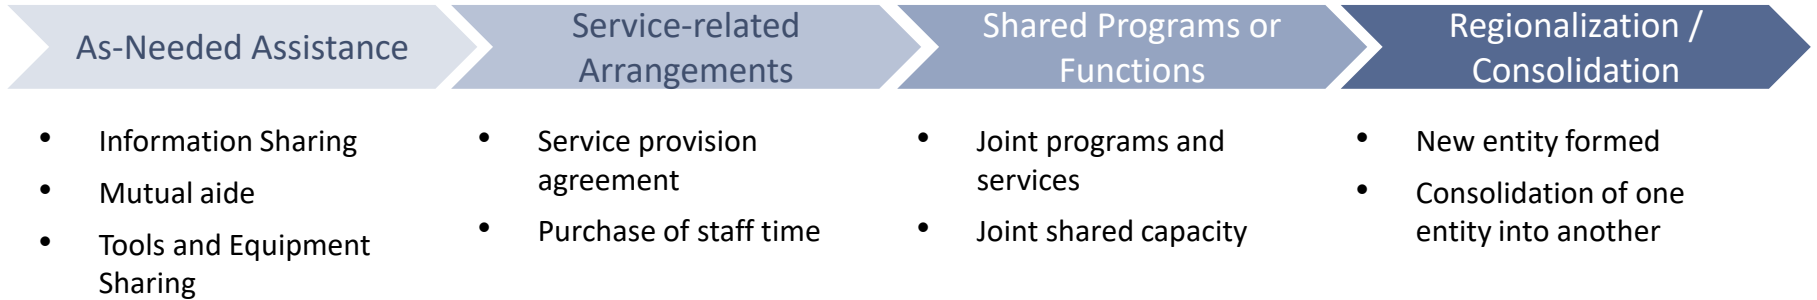 As-Needed Assistance
Service-related
Arrangements
Shared Programs or
Functions
Regionalization /
Consolidation
• Information Sharing
• Mutual aide
• Tools and Equipment
Sharing
• Service provision
agreement
• Purchase of staff time
• Joint programs and
services
• Joint shared capacity
• New entity formed
• Consolidation of one
entity into another